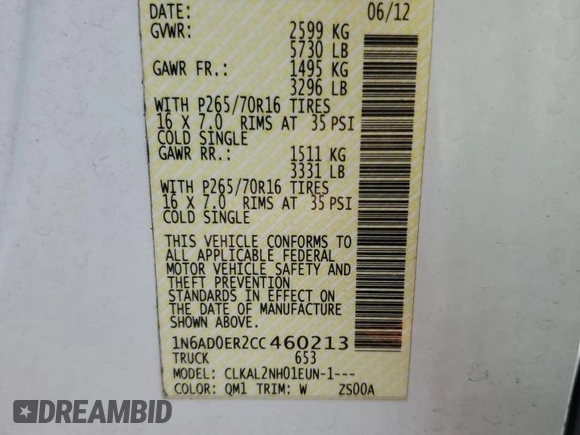 DATE: 06/12
GVWR: 2599 KG
5730 LB
GAWR FR.: 1495 KG
3296 LB
WITH P265/70R16 TIRES
16 X 7.0 RIMS AT 35 PSI
COLD SINGLE
GAWR RR.: 1511 KG
3331 LB
WITH P265/70R16 TIRES
16 X 7.0 RIMS AT 35 PSI
COLD SINGLE
THIS VEHICLE CONFORMS TO
ALL APPLICABLE FEDERAL
MOTOR VEHICLE SAFETY AND
THEFT PREVENTION
STANDARDS IN EFFECT ON
THE DATE OF MANUFACTURE
SHOWN ABOVE.
1N6AD0ER2CC460213
TRUCK 653
MODEL: CLKAL2NH01EUN-1---
COLOR: QM1 TRIM: W ZS00A
DREAMBID